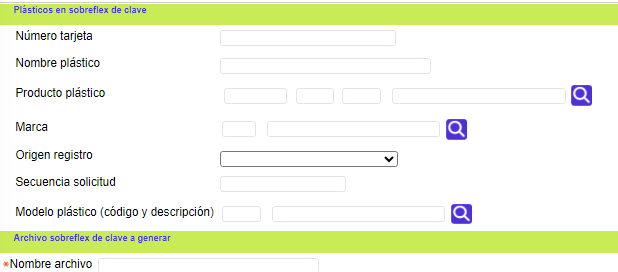 Plásticos en sobreflex de clave
Número tarjeta
Nombre plástico
Producto plástico
Marca
Origen registro
Secuencia solicitud
Modelo plástico (código y descripción)
Archivo sobreflex de clave a generar
*Nombre archivo